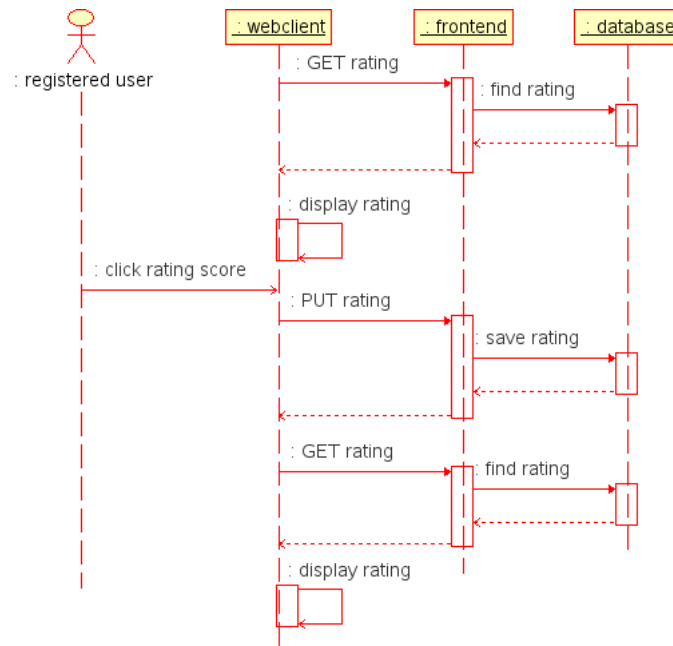 : webclient
: frontend
: database
: registered user
: GET rating
: find rating
: display rating
: click rating score
: PUT rating
: save rating
: GET rating
: find rating
: display rating